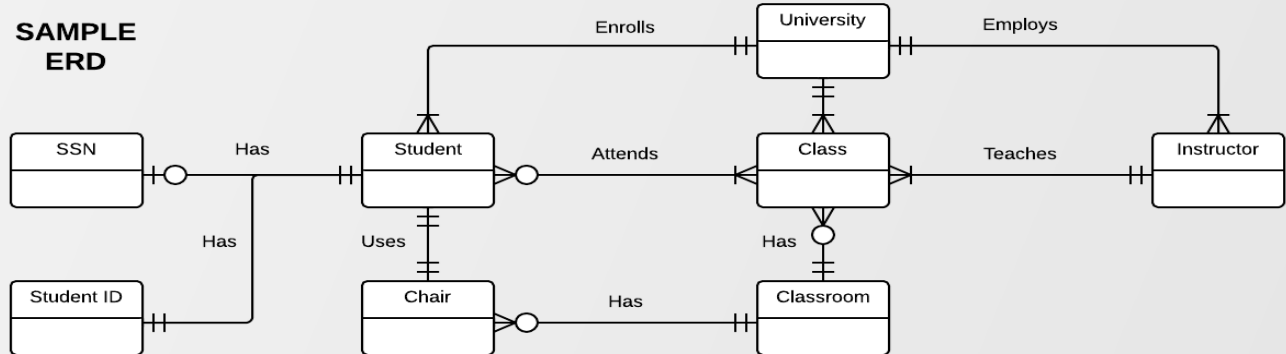 SAMPLE
ERD
University
Enrolls
Employs
SSN
Has
Student
Attends
Class
Teaches
Instructor
Has
Uses
Has
Student ID
Chair
Has
Classroom